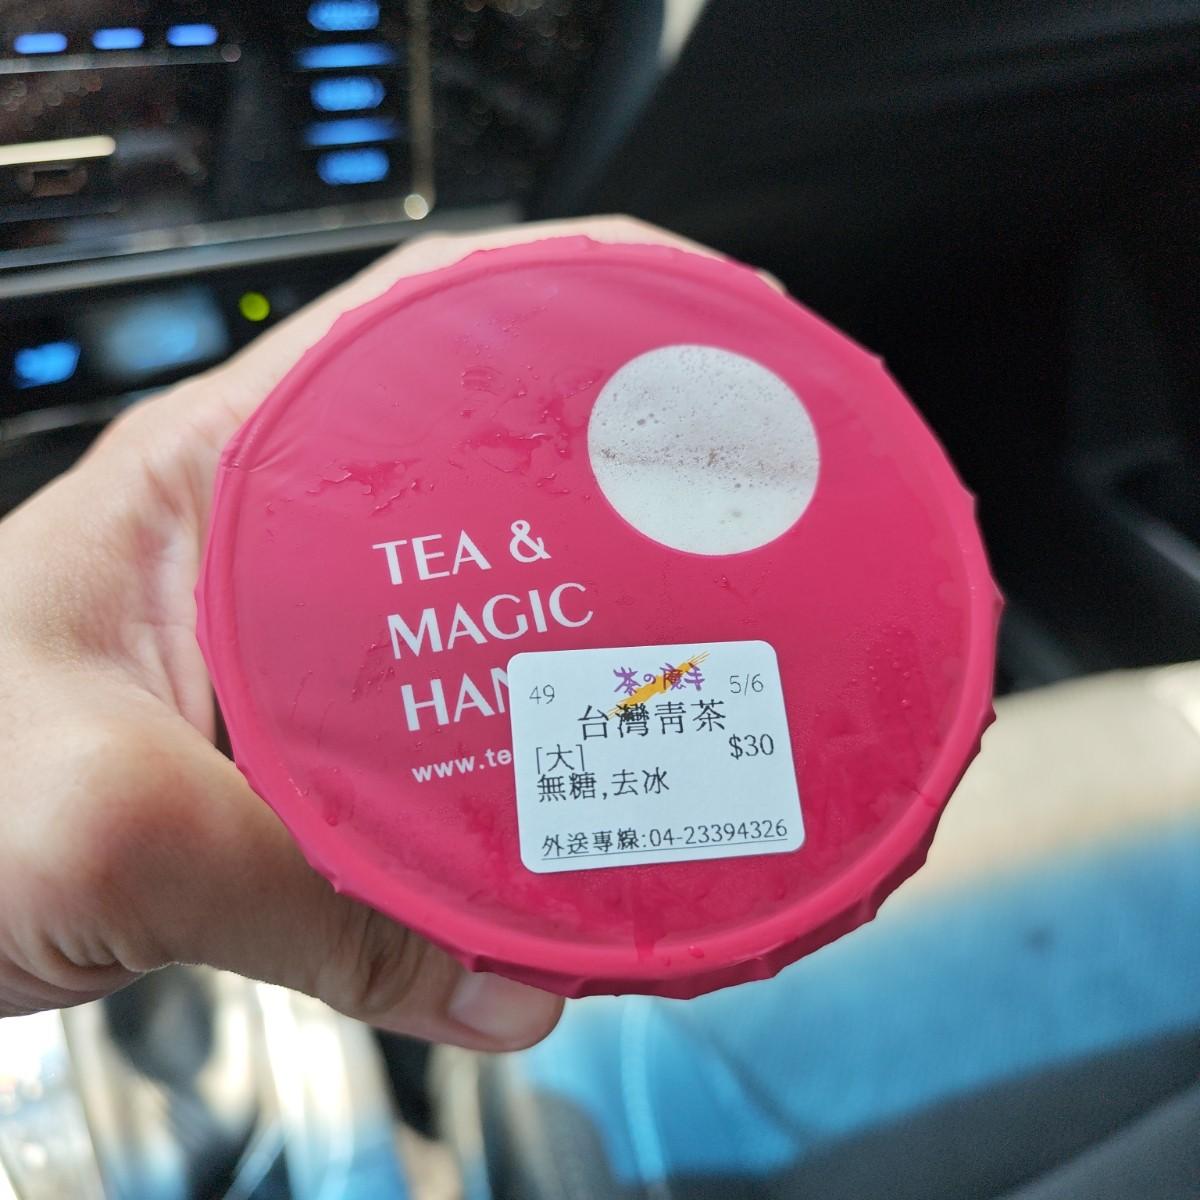 TEA &
MAGIC
HAN
www.te
49 茶の魔手 5/6
台灣青茶
[大] $30
無糖,去冰
外送專線:04-23394326